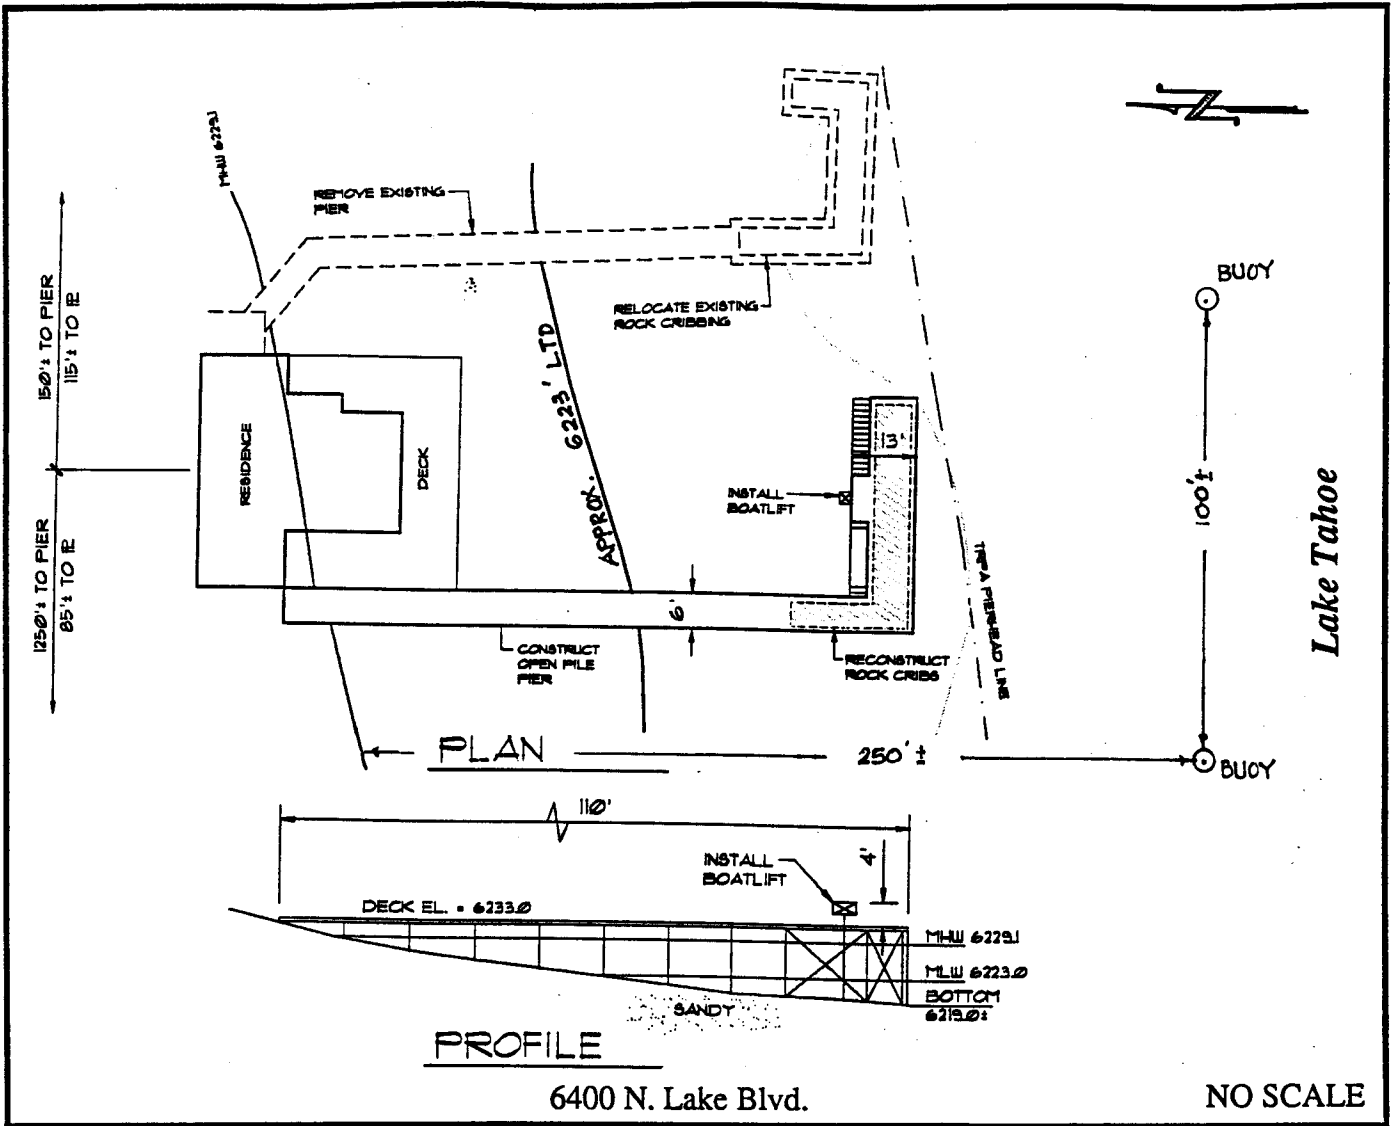 MHW 6229.1
REMOVE EXISTING
PIER
150'± TO PIER
115'± TO PL
RELOCATE EXISTING
ROCK CRIBBING
BUOY
APPROX. 6223' LTD
RESIDENCE
DECK
13'
INSTALL
BOATLIFT
100'±
Lake Tahoe
1250'± TO PIER
85'± TO PL
6'
TRPA PIERHEAD LINE
CONSTRUCT
OPEN PILE
PIER
RECONSTRUCT
ROCK CRIBS
PLAN
250'±
BUOY
110'
INSTALL
BOATLIFT
4'
DECK EL. = 6233.0
MHW 6229.1
MLW 6223.0
BOTTOM
6219.0±
SANDY
PROFILE
6400 N. Lake Blvd.
NO SCALE